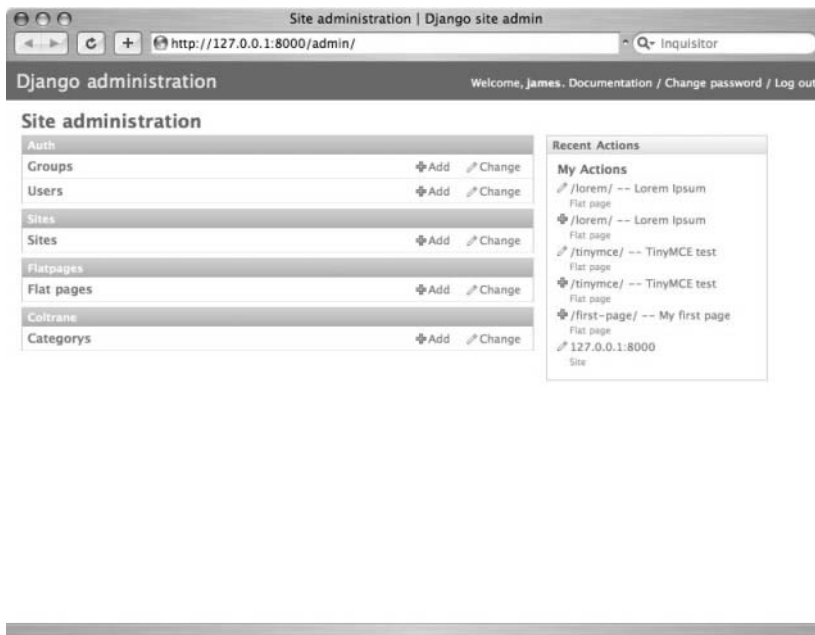 Site administration | Django site admin
http://127.0.0.1:8000/admin/
Inquisitor
Django administration
Welcome, james. Documentation / Change password / Log out
Site administration
Auth
Groups Add Change
Users Add Change
Sites
Sites Add Change
Flatpages
Flat pages Add Change
Coltrane
Categorys Add Change
Recent Actions
My Actions
/lorem/ -- Lorem Ipsum
Flat page
/lorem/ -- Lorem Ipsum
Flat page
/tinymce/ -- TinyMCE test
Flat page
/tinymce/ -- TinyMCE test
Flat page
/first-page/ -- My first page
Flat page
127.0.0.1:8000
Site